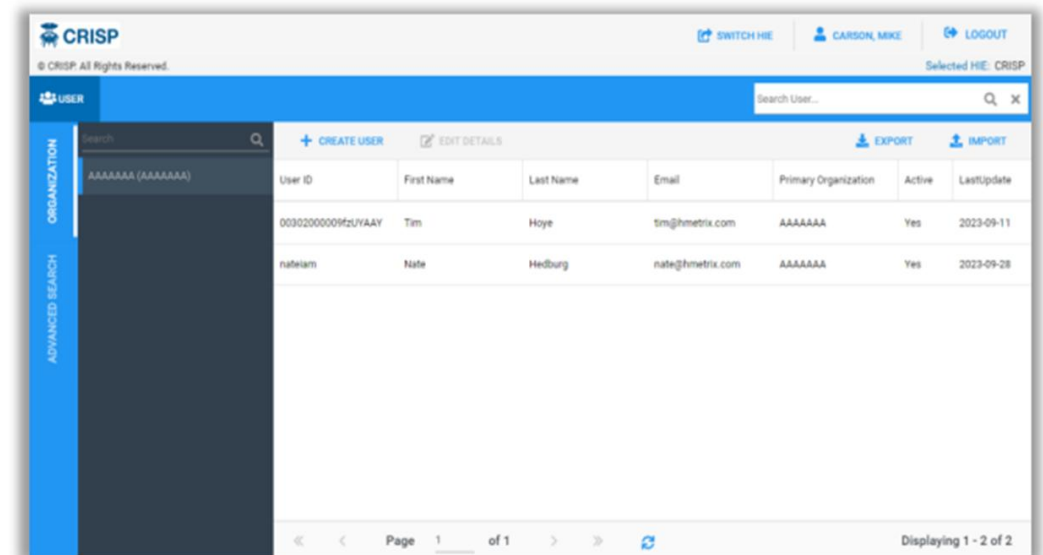 CRISP
SWITCH HIE CARSON, MIKE LOGOUT
© CRISP. All Rights Reserved. Selected HIE: CRISP
USER Search User...
ORGANIZATION
ADVANCED SEARCH
Search
AAAAAAA (AAAAAAA)
CREATE USER EDIT DETAILS EXPORT IMPORT
User ID First Name Last Name Email Primary Organization Active LastUpdate
00302000009fzUYAAY Tim Hoye tim@hmetrix.com AAAAAAA Yes 2023-09-11
nateiam Nate Hedburg nate@hmetrix.com AAAAAAA Yes 2023-09-28
Page 1 of 1 Displaying 1 - 2 of 2